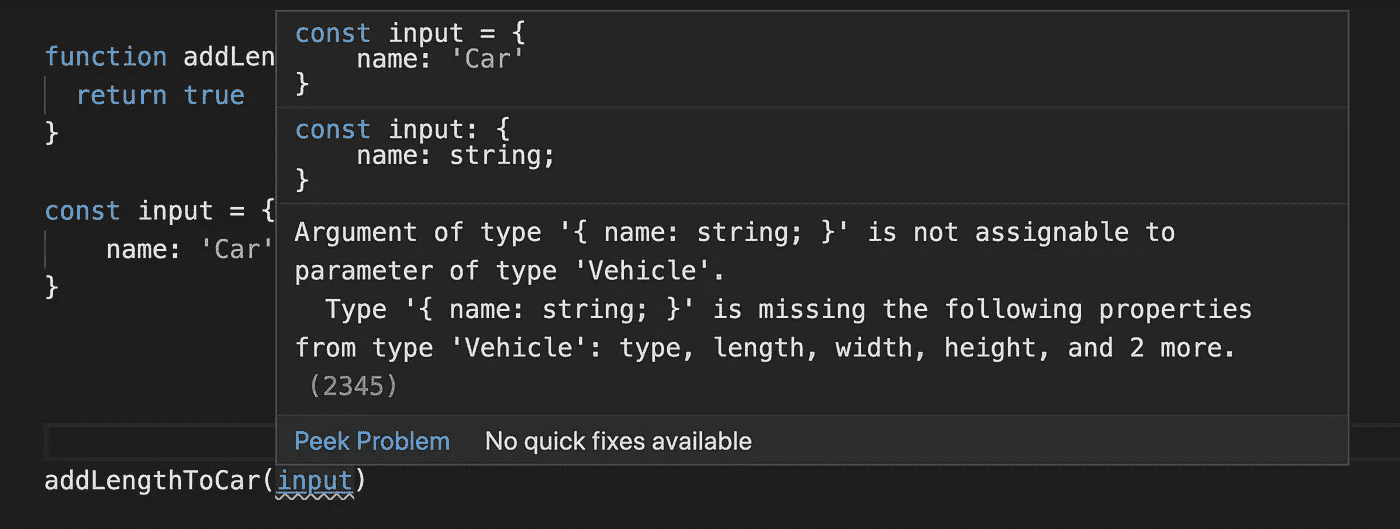 function addLen
return true
}
const input = {
name: 'Car'
}
const input = {
name: 'Car'
}
const input: {
name: string;
}
Argument of type '{ name: string; }' is not assignable to
parameter of type 'Vehicle'.
Type '{ name: string; }' is missing the following properties
from type 'Vehicle': type, length, width, height, and 2 more.
(2345)
Peek Problem No quick fixes available
addLengthToCar(input)